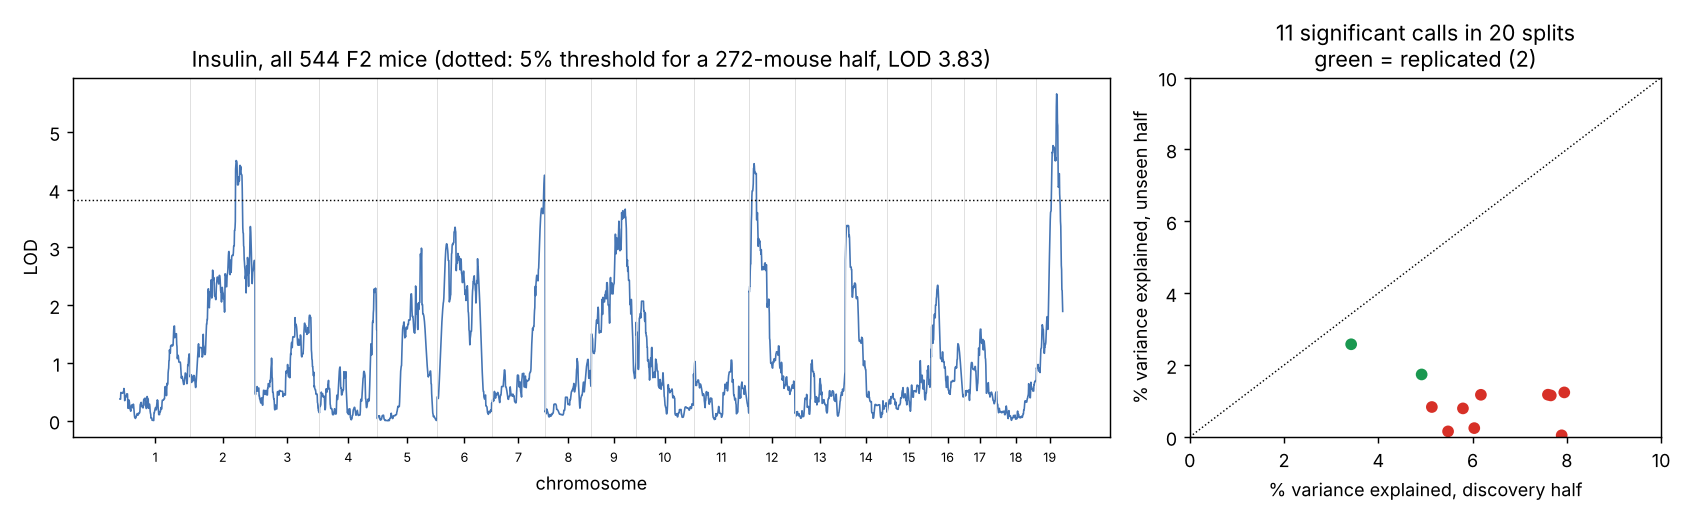 Insulin, all 544 F2 mice (dotted: 5% threshold for a 272-mouse half, LOD 3.83)
LOD
5
4
3
2
1
0
1 2 3 4 5 6 7 8 9 10 11 12 13 14 15 16 17 18 19
chromosome
11 significant calls in 20 splits
green = replicated (2)
% variance explained, unseen half
10
8
6
4
2
0
0 2 4 6 8 10
% variance explained, discovery half